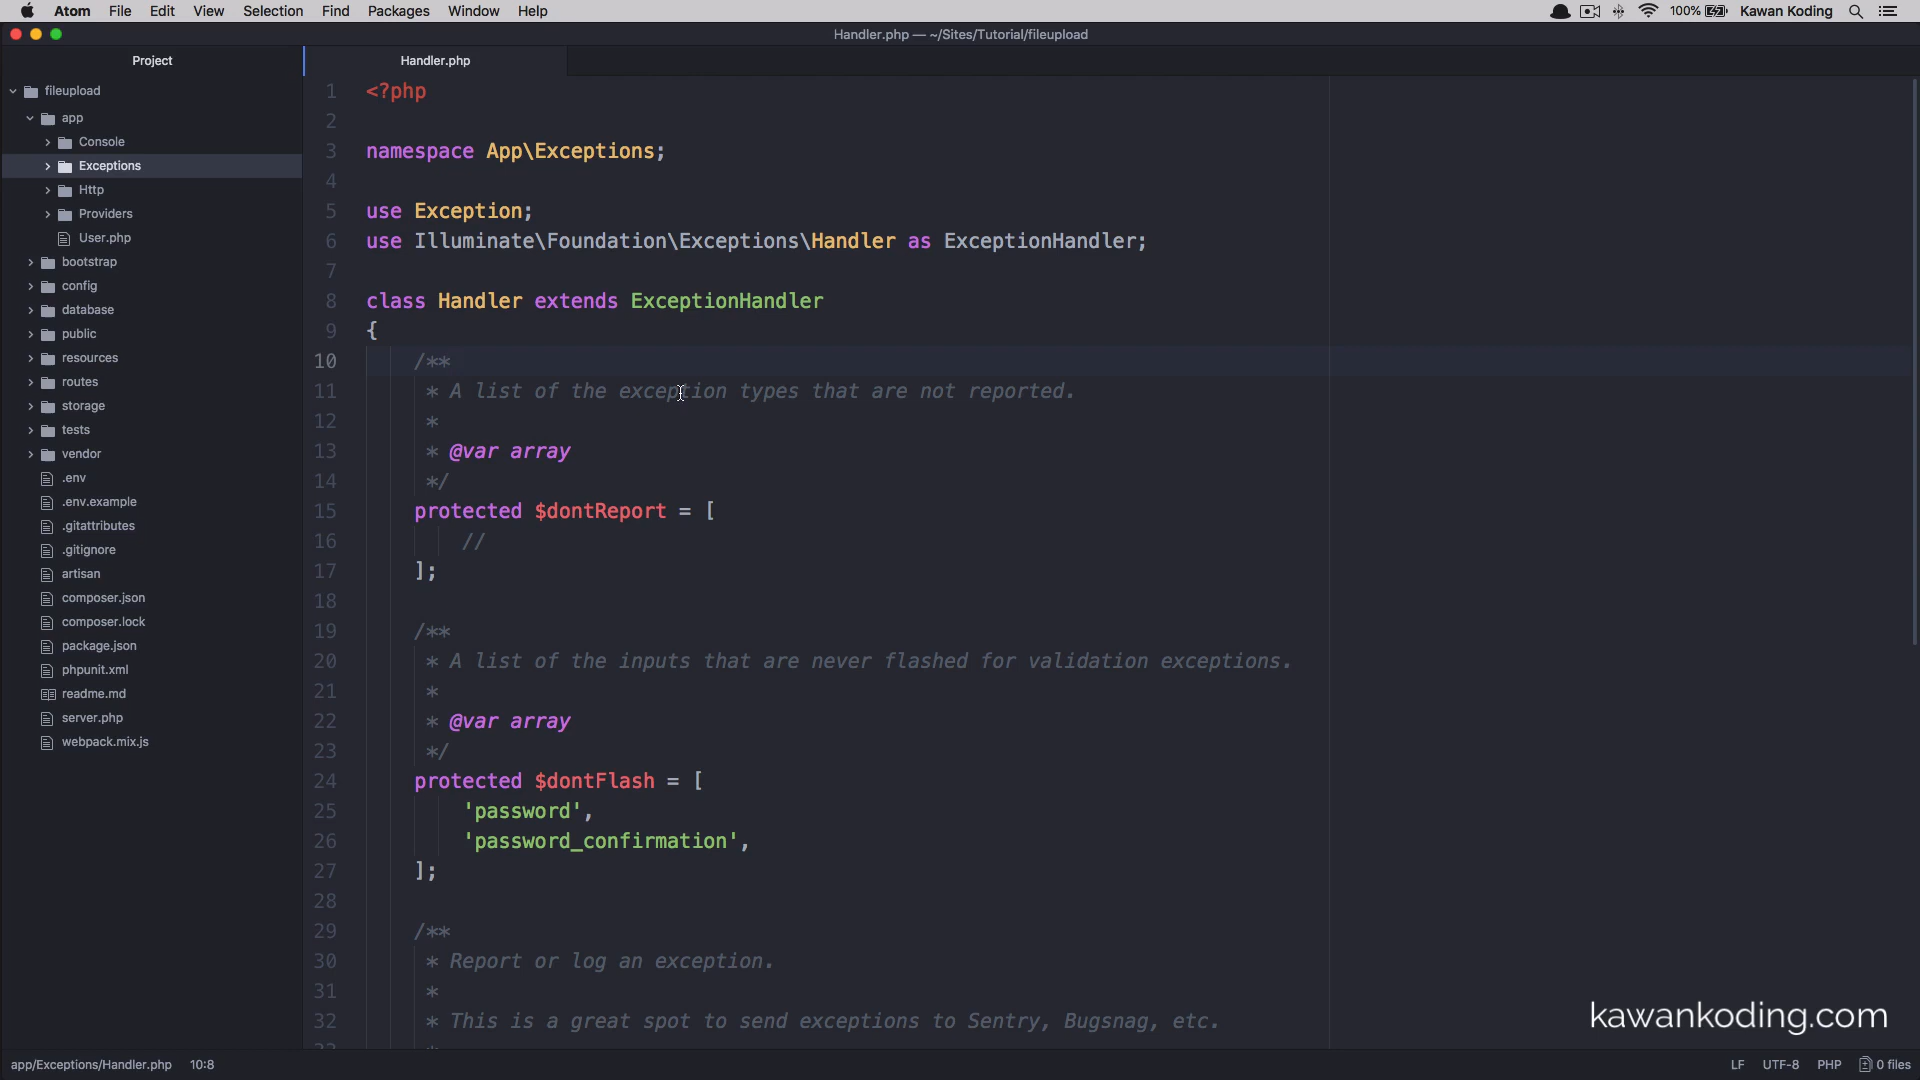 Atom File Edit View Selection Find Packages Window Help 100% Kawan Koding
Handler.php — ~/Sites/Tutorial/fileupload
Project
Handler.php
fileupload
app
Console
Exceptions
Http
Providers
User.php
bootstrap
config
database
public
resources
routes
storage
tests
vendor
.env
.env.example
.gitattributes
.gitignore
artisan
composer.json
composer.lock
package.json
phpunit.xml
readme.md
server.php
webpack.mix.js
1 <?php
2
3 namespace App\Exceptions;
4
5 use Exception;
6 use Illuminate\Foundation\Exceptions\Handler as ExceptionHandler;
7
8 class Handler extends ExceptionHandler
9 {
10 /**
11 * A list of the exception types that are not reported.
12 *
13 * @var array
14 */
15 protected $dontReport = [
16 //
17 ];
18
19 /**
20 * A list of the inputs that are never flashed for validation exceptions.
21 *
22 * @var array
23 */
24 protected $dontFlash = [
25 'password',
26 'password_confirmation',
27 ];
28
29 /**
30 * Report or log an exception.
31 *
32 * This is a great spot to send exceptions to Sentry, Bugsnag, etc.
kawankoding.com
app/Exceptions/Handler.php 10:8 LF UTF-8 PHP 0 files